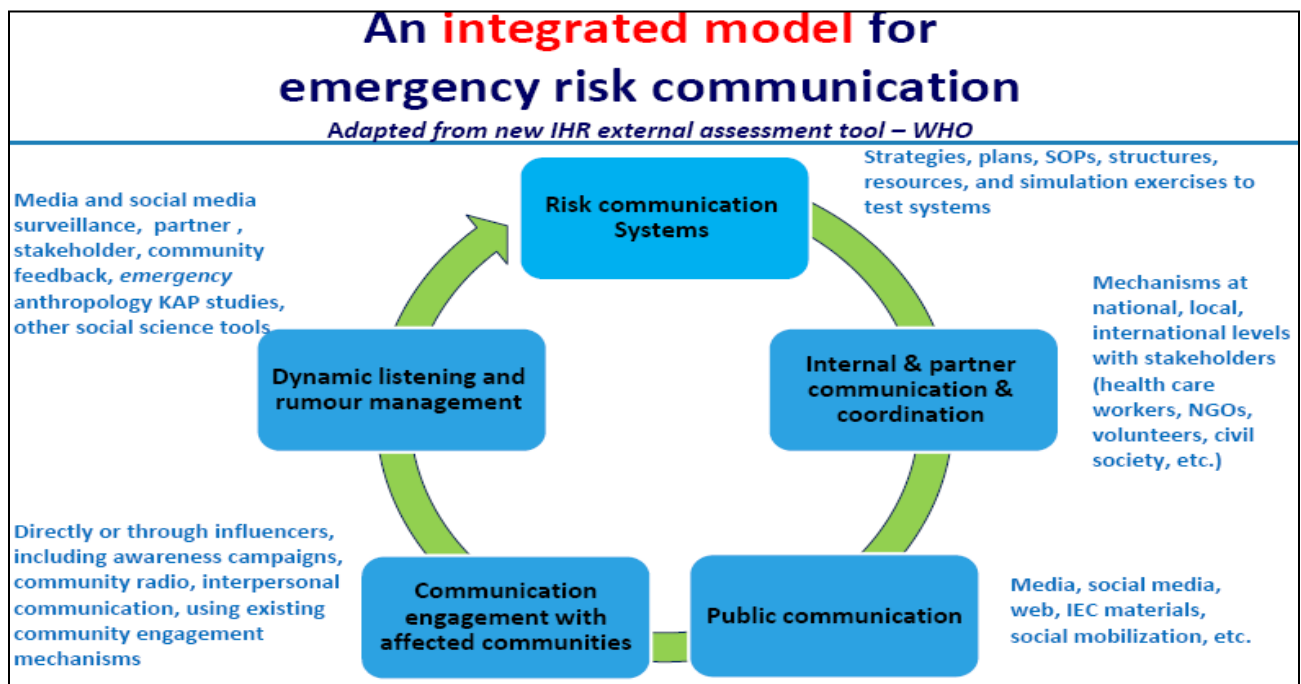 An integrated model for
emergency risk communication
Adapted from new IHR external assessment tool – WHO
Risk communication
Systems
Strategies, plans, SOPs, structures,
resources, and simulation exercises to
test systems
Internal & partner
communication &
coordination
Mechanisms at
national, local,
international levels
with stakeholders
(health care
workers, NGOs,
volunteers, civil
society, etc.)
Public communication
Media, social media,
web, IEC materials,
social mobilization, etc.
Communication
engagement with
affected communities
Directly or through influencers,
including awareness campaigns,
community radio, interpersonal
communication, using existing
community engagement
mechanisms
Dynamic listening and
rumour management
Media and social media
surveillance, partner ,
stakeholder, community
feedback, emergency
anthropology KAP studies,
other social science tools